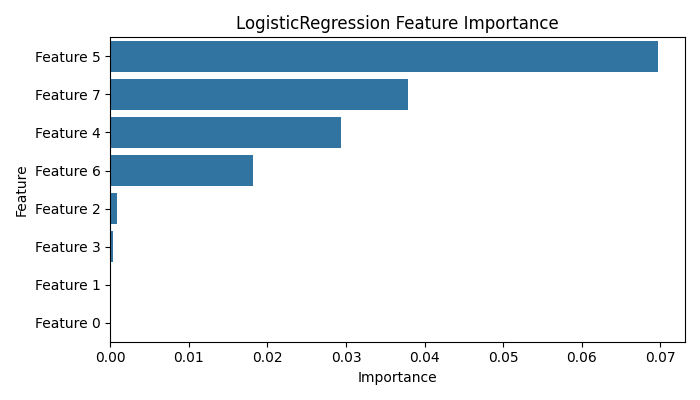 LogisticRegression Feature Importance
Feature 5
Feature 7
Feature 4
Feature 6
Feature 2
Feature 3
Feature 1
Feature 0
Feature
0.00 0.01 0.02 0.03 0.04 0.05 0.06 0.07
Importance